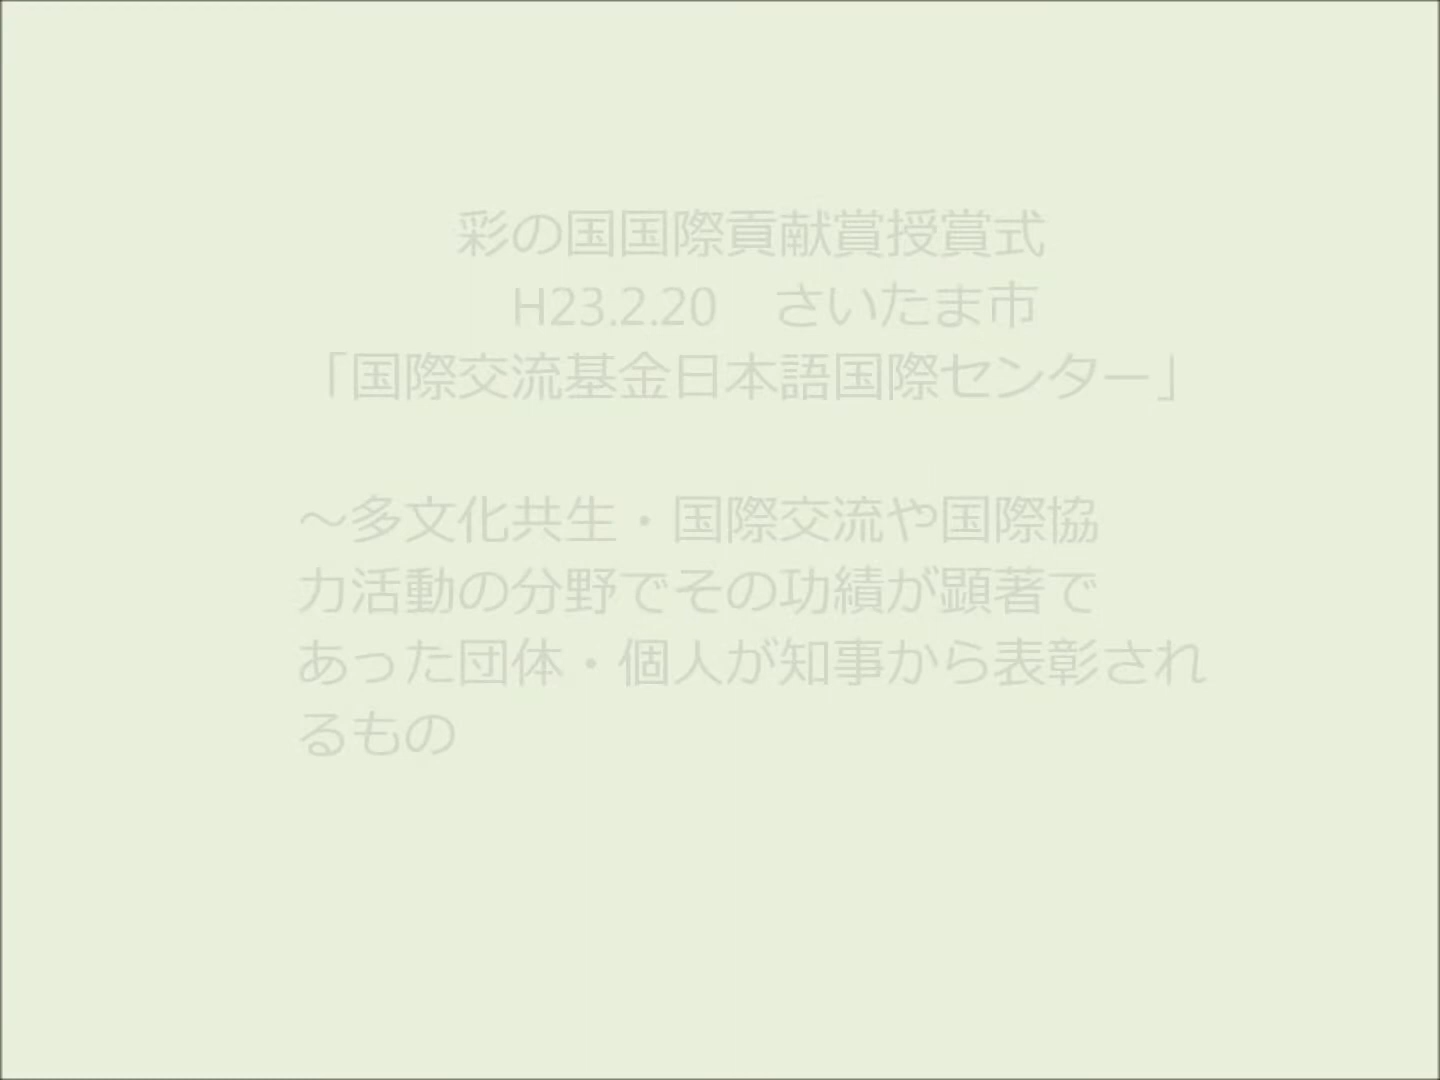 彩の国国際貢献賞授賞式
H23.2.20　さいたま市
「国際交流基金日本語国際センター」
～多文化共生・国際交流や国際協
力活動の分野でその功績が顕著で
あった団体・個人が知事から表彰され
るもの